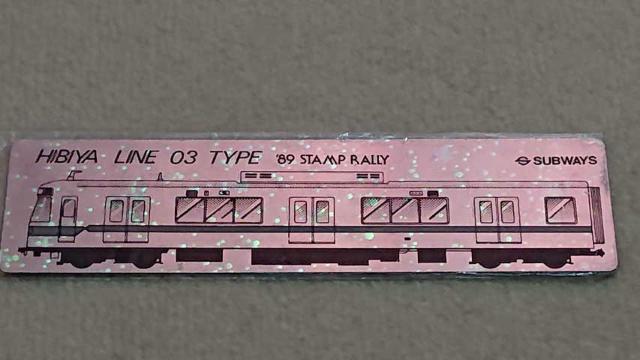 HIBIYA LINE 03 TYPE '89 STAMP RALLY SUBWAYS